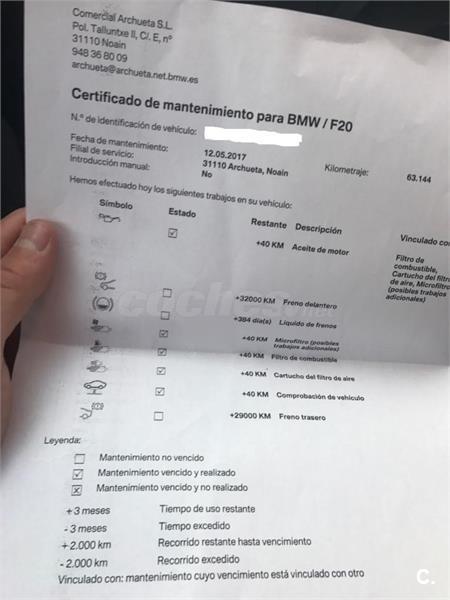 Comercial Archueta S.L.
Pol. Talluntxe II, C/. E, nº
31110 Noain
948 36 80 09
archueta@archueta.net.bmw.es
Certificado de mantenimiento para BMW / F20
N.º de identificación de vehículo:
Fecha de mantenimiento: 12.05.2017 Kilometraje: 63.144
Filial de servicio: 31110 Archueta, Noain
Introducción manual: No
Hemos efectuado hoy los siguientes trabajos en su vehículo:
Símbolo Estado Restante Descripción Vinculado con
+40 KM Aceite de motor Filtro de
combustible,
Cartucho del filtro
de aire, Microfiltro
(posibles trabajos
adicionales)
+32000 KM Freno delantero
+384 día(s) Líquido de frenos
+40 KM Microfiltro (posibles
trabajos adicionales)
+40 KM Filtro de combustible
+40 KM Cartucho del filtro de aire
+40 KM Comprobación de vehículo
+29000 KM Freno trasero
Leyenda:
Mantenimiento no vencido
Mantenimiento vencido y realizado
Mantenimiento vencido y no realizado
+ 3 meses Tiempo de uso restante
- 3 meses Tiempo excedido
+ 2.000 km Recorrido restante hasta vencimiento
- 2.000 km Recorrido excedido
Vinculado con: mantenimiento cuyo vencimiento está vinculado con otro
coches.net
C.